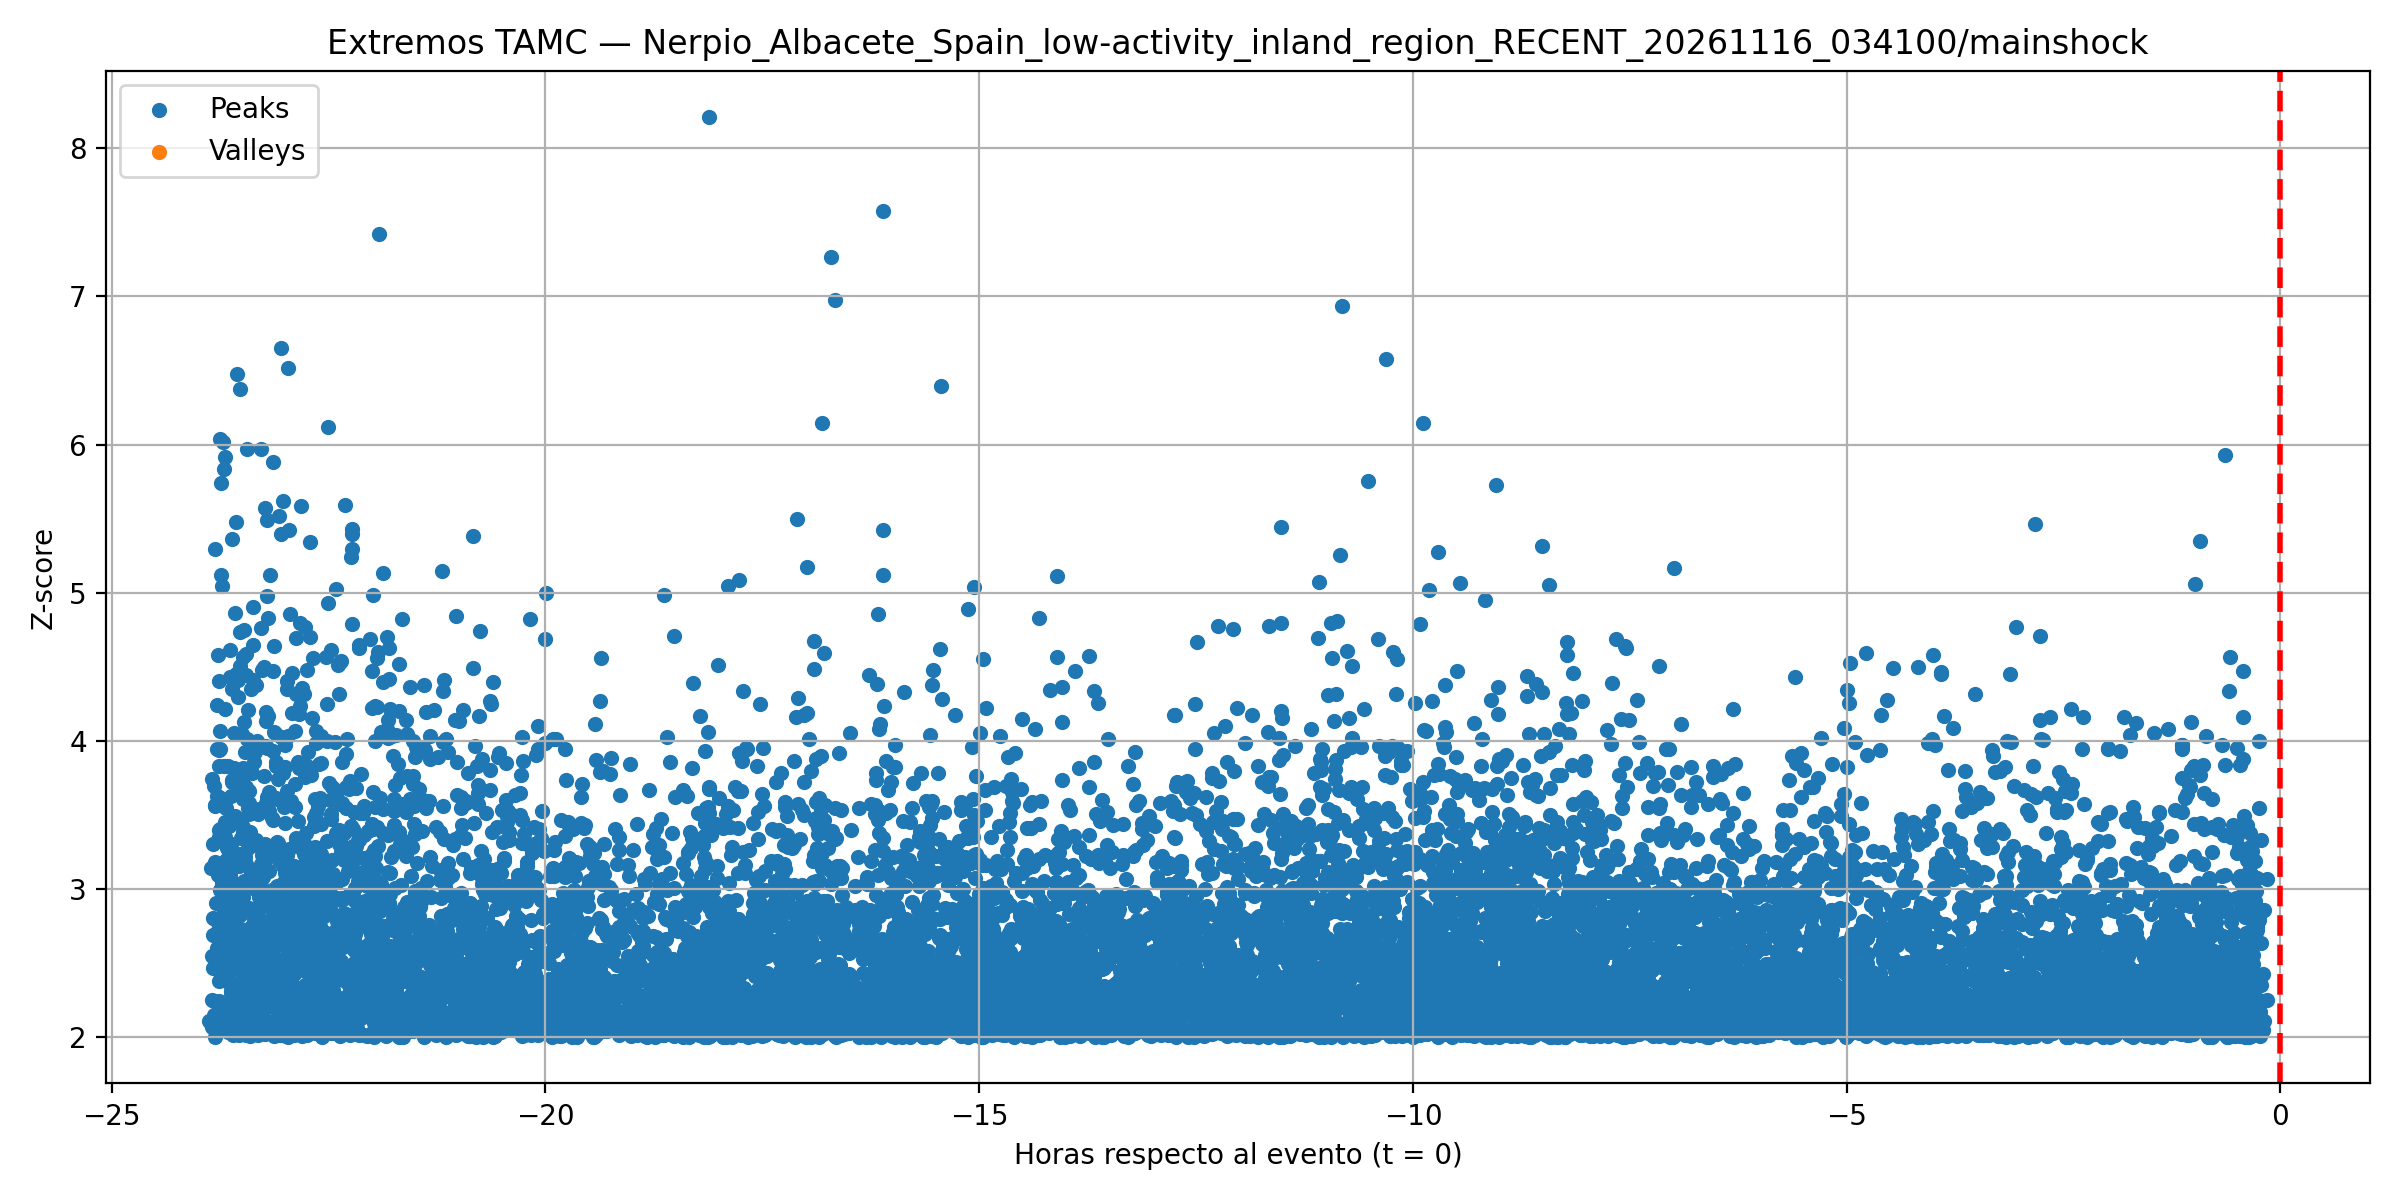 Extremos TAMC — Nerpio_Albacete_Spain_low-activity_inland_region_RECENT_20261116_034100/mainshock
Peaks
Valleys
Z-score
8
7
6
5
4
3
2
−25 −20 −15 −10 −5 0
Horas respecto al evento (t = 0)